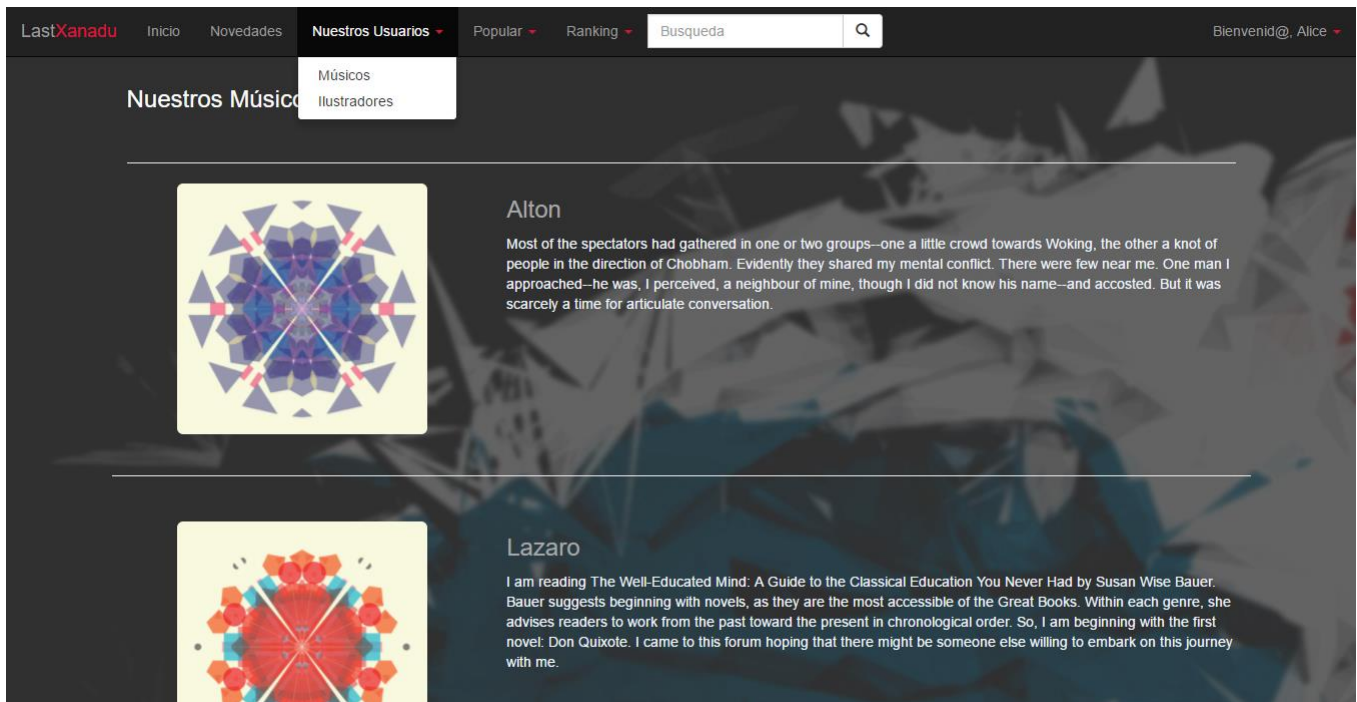 LastXanadu Inicio Novedades Nuestros Usuarios Popular Ranking Busqueda Bienvenid@, Alice
Músicos
Ilustradores
Nuestros Músico
Alton
Most of the spectators had gathered in one or two groups--one a little crowd towards Woking, the other a knot of
people in the direction of Chobham. Evidently they shared my mental conflict. There were few near me. One man I
approached--he was, I perceived, a neighbour of mine, though I did not know his name--and accosted. But it was
scarcely a time for articulate conversation.
Lazaro
I am reading The Well-Educated Mind: A Guide to the Classical Education You Never Had by Susan Wise Bauer.
Bauer suggests beginning with novels, as they are the most accessible of the Great Books. Within each genre, she
advises readers to work from the past toward the present in chronological order. So, I am beginning with the first
novel: Don Quixote. I came to this forum hoping that there might be someone else willing to embark on this journey
with me.